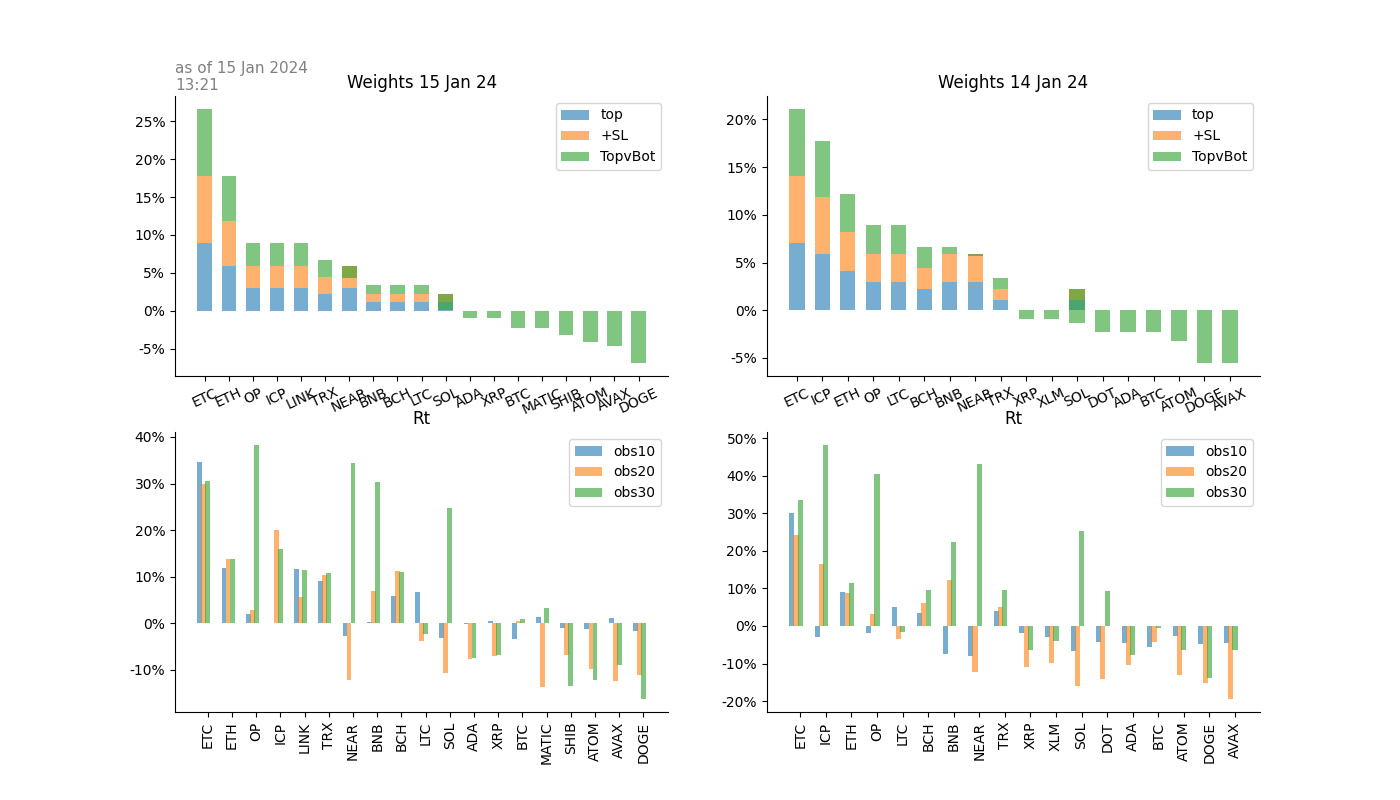 as of 15 Jan 2024
13:21
Weights 15 Jan 24
25%
20%
15%
10%
5%
0%
-5%
top
+SL
TopvBot
ETC ETH OP ICP LINK TRX NEAR BNB BCH LTC SOL ADA XRP BTC MATIC SHIB ATOM AVAX DOGE
Weights 14 Jan 24
20%
15%
10%
5%
0%
-5%
top
+SL
TopvBot
ETC ICP ETH OP LTC BCH BNB NEAR TRX XRP XLM SOL DOT ADA BTC ATOM DOGE AVAX
Rt
40%
30%
20%
10%
0%
-10%
obs10
obs20
obs30
ETC ETH OP ICP LINK TRX NEAR BNB BCH LTC SOL ADA XRP BTC MATIC SHIB ATOM AVAX DOGE
Rt
50%
40%
30%
20%
10%
0%
-10%
-20%
obs10
obs20
obs30
ETC ICP ETH OP LTC BCH BNB NEAR TRX XRP XLM SOL DOT ADA BTC ATOM DOGE AVAX